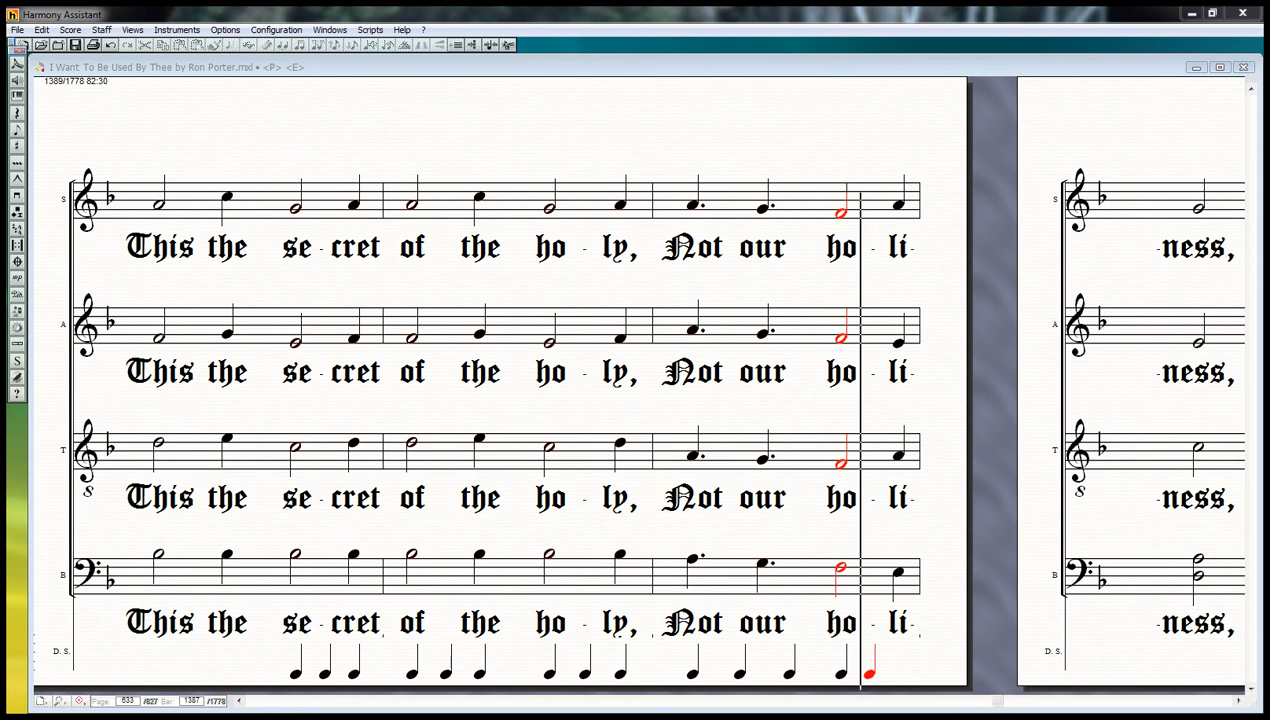 Harmony Assistant
File Edit Score Staff Views Instruments Options Configuration Windows Scripts Help ?
I Want To Be Used By Thee by Ron Porter.mxl • <P> <E>
1389/1778 82:30
S
This the se - cret of the ho - ly, Not our ho - li-
S
-ness,
A
This the se - cret of the ho - ly, Not our ho - li-
A
-ness,
T
8
This the se - cret of the ho - ly, Not our ho - li-
T
8
-ness,
B
This the se - cret of the ho - ly, Not our ho - li-
B
-ness,
D. S.
D. S.
Page: 633 /827 Bar: 1387 /1778